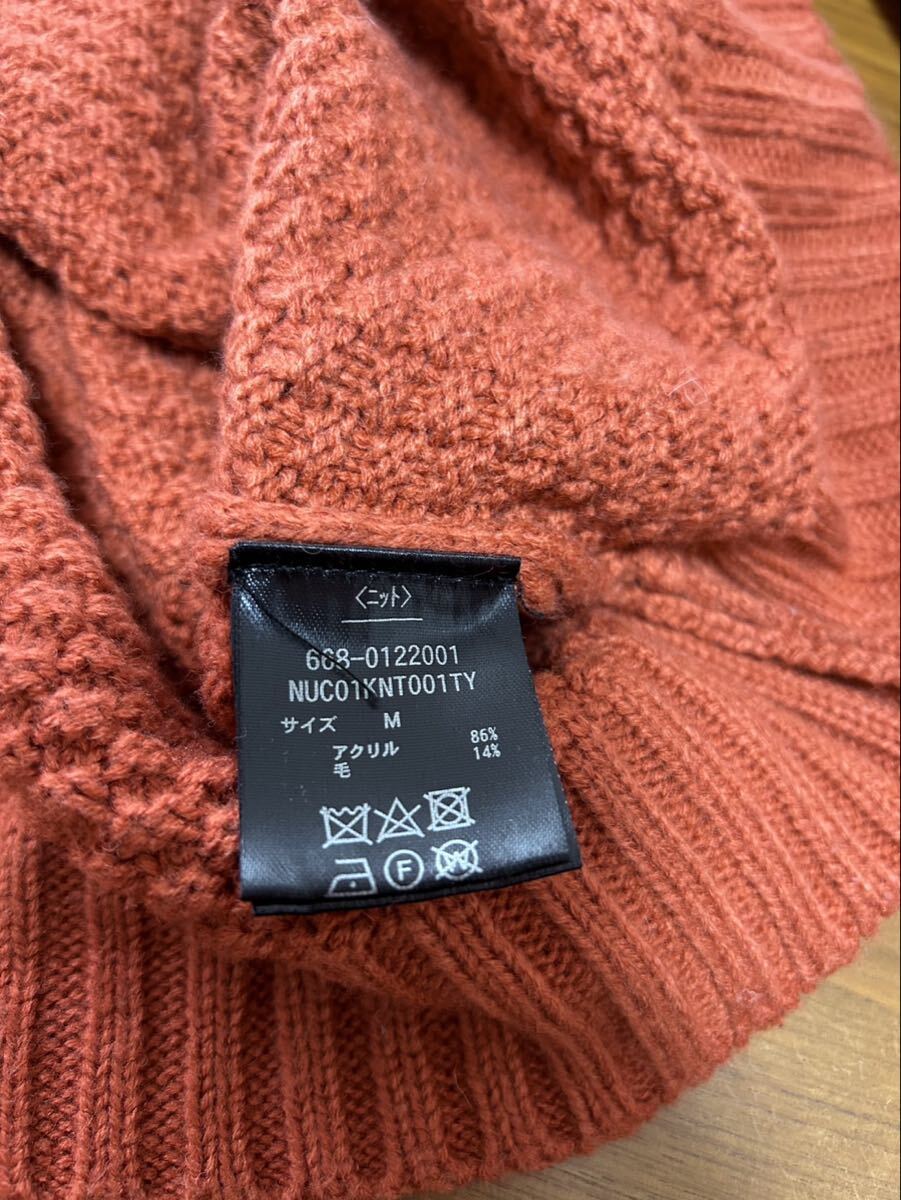 〈ニット〉
668-0122001
NUC01KNT001TY
サイズ M
アクリル 86%
毛 14%
F
W